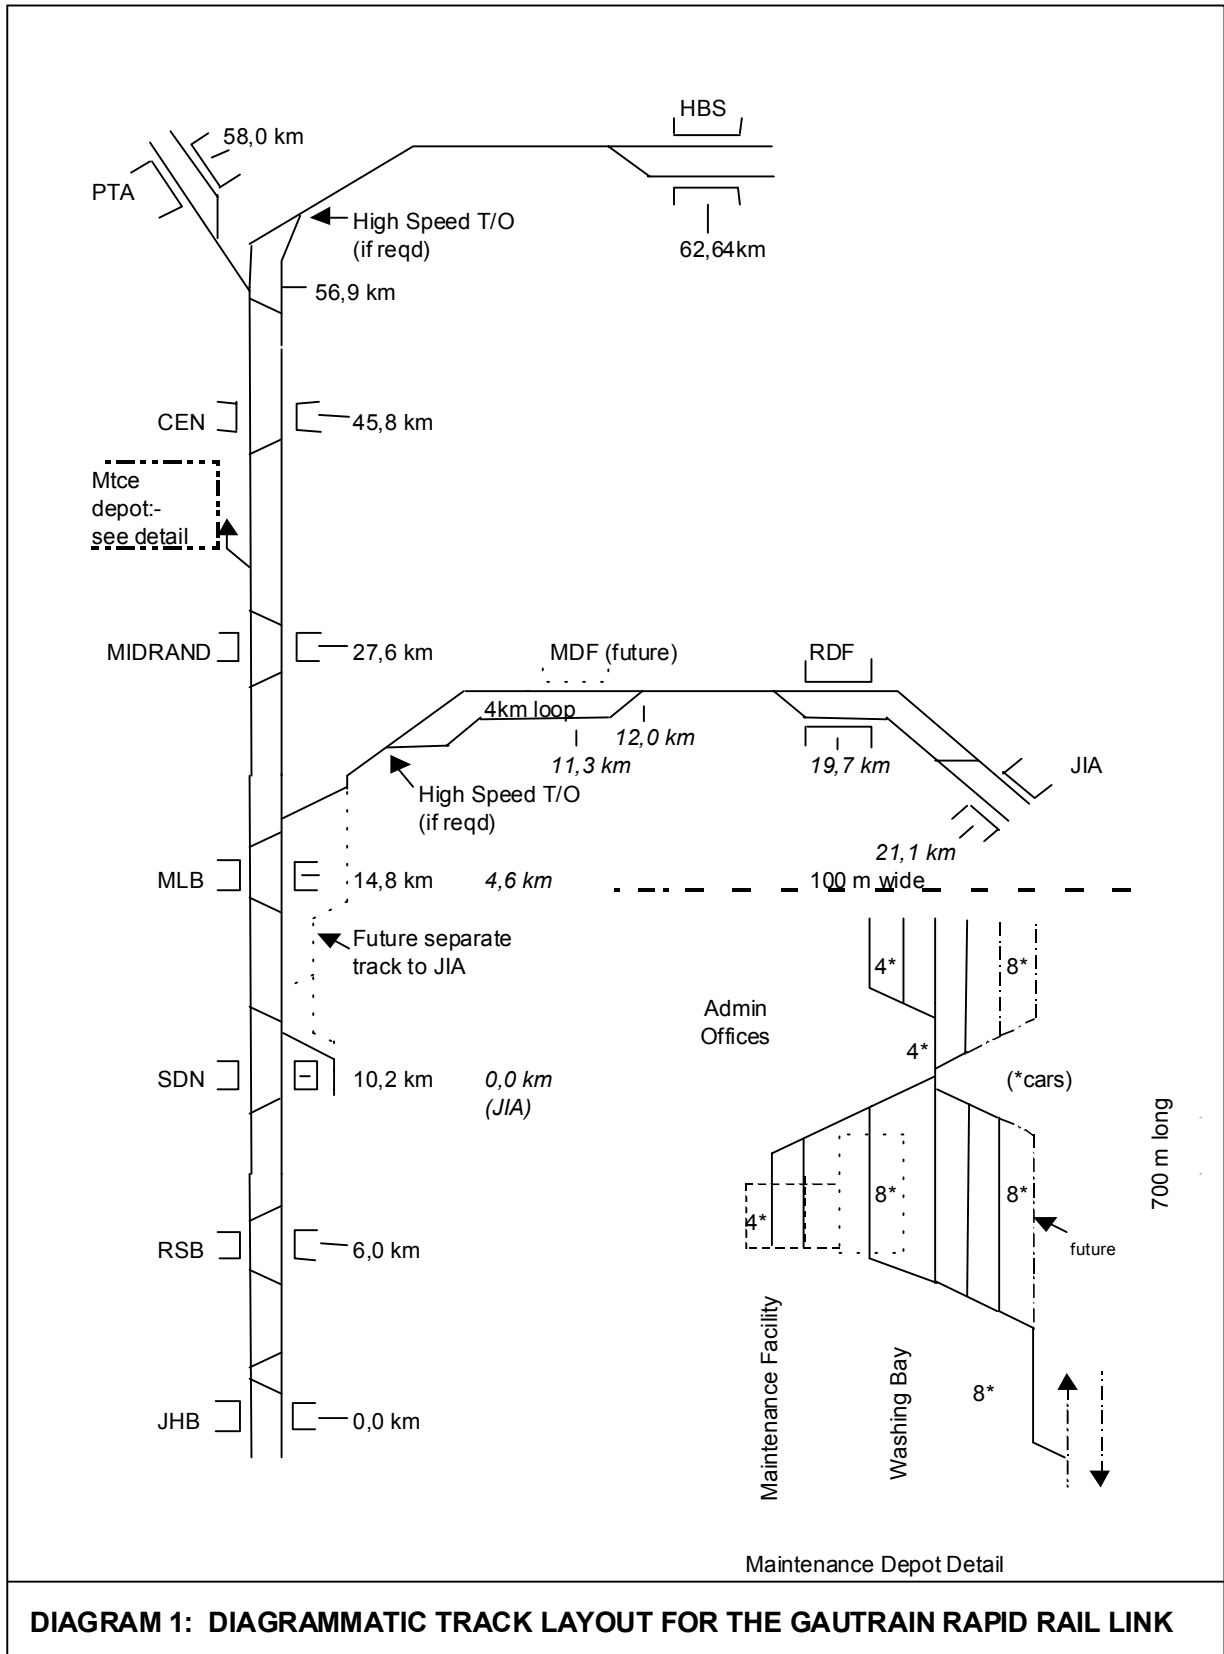 HBS
58,0 km
PTA
High Speed T/O
(if reqd)
62,64km
56,9 km
CEN
45,8 km
Mtce
depot:-
see detail
MIDRAND
27,6 km
MDF (future)
RDF
4km loop
12,0 km
11,3 km
19,7 km
JIA
High Speed T/O
(if reqd)
21,1 km
MLB
14,8 km
4,6 km
100 m wide
Future separate
track to JIA
4*
8*
Admin
Offices
4*
SDN
10,2 km
0,0 km
(JIA)
(*cars)
700 m long
8*
8*
4*
RSB
6,0 km
future
Maintenance Facility
Washing Bay
8*
JHB
0,0 km
Maintenance Depot Detail
DIAGRAM 1: DIAGRAMMATIC TRACK LAYOUT FOR THE GAUTRAIN RAPID RAIL LINK